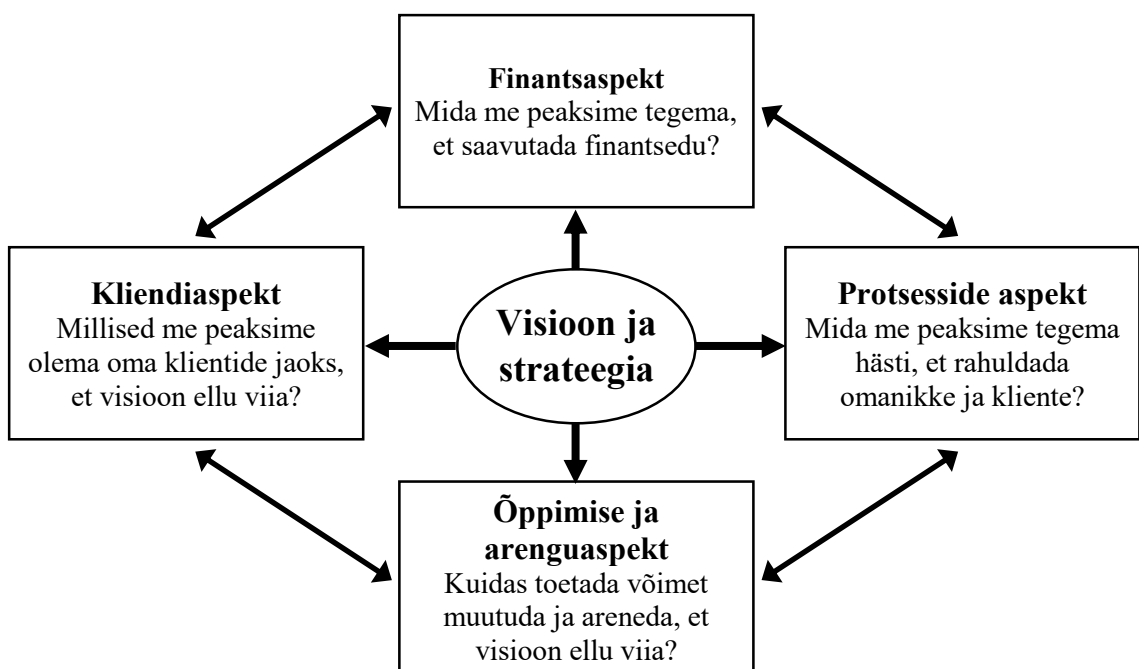 Finantsaspekt
Mida me peaksime tegema,
et saavutada finantsedu?
Kliendiaspekt
Millised me peaksime
olema oma klientide jaoks,
et visioon ellu viia?
Visioon ja
strateegia
Protsesside aspekt
Mida me peaksime tegema
hästi, et rahuldada
omanikke ja kliente?
Õppimise ja
arenguaspekt
Kuidas toetada võimet
muutuda ja areneda, et
visioon ellu viia?